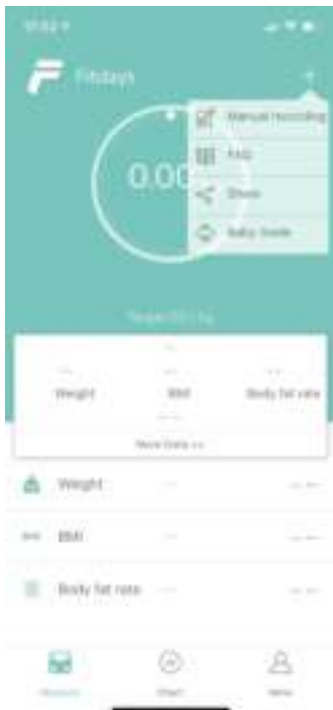 Fitdays
Manual recording
FAQ
Share
Baby mode
0.00
Weight
BMI
Body fat rate
More Data >>
Weight
BMI
Body fat rate
Measure
Chart